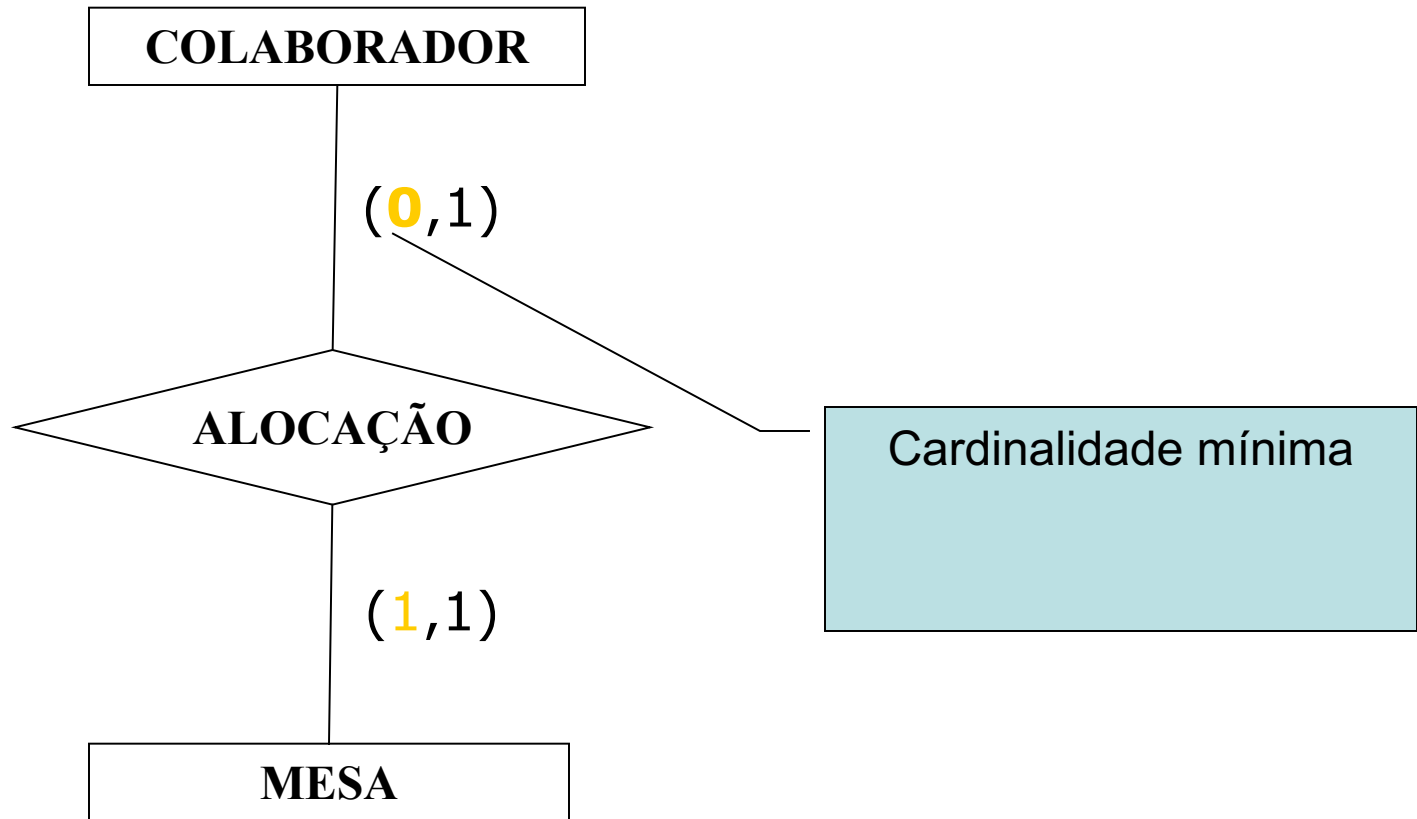 COLABORADOR
(0,1)
ALOCAÇÃO
Cardinalidade mínima
(1,1)
MESA